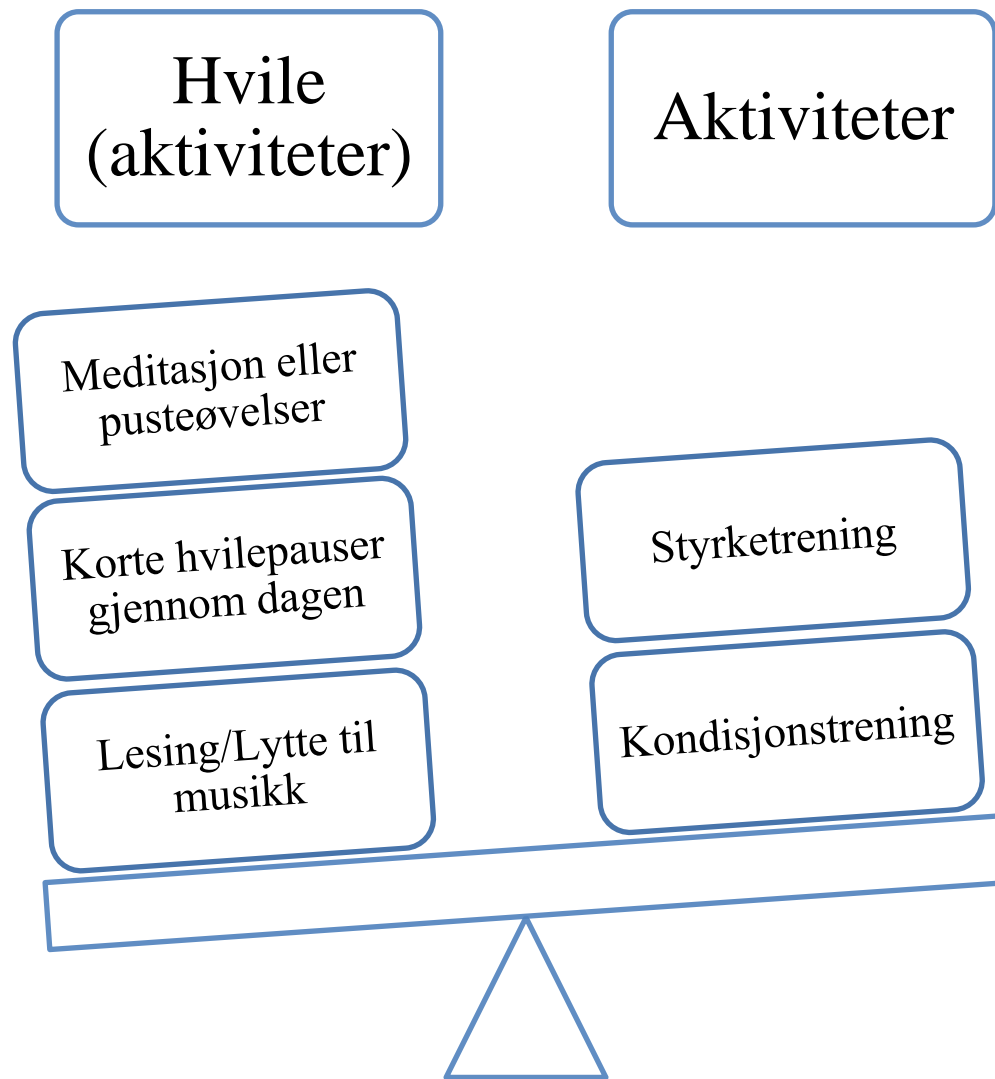 Hvile
(aktiviteter)
Aktiviteter
Meditasjon eller
pusteøvelser
Korte hvilepauser
gjennom dagen
Lesing/Lytte til
musikk
Styrketrening
Kondisjonstrening